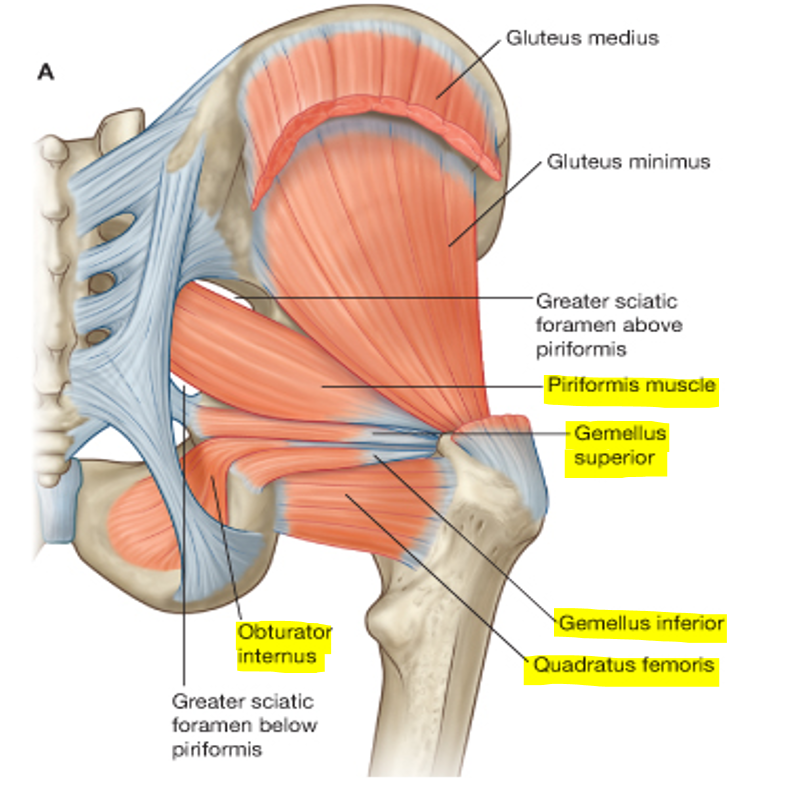 Gluteus medius
A
Gluteus minimus
Greater sciatic
foramen above
piriformis
Piriformis muscle
Gemellus
superior
Gemellus inferior
Obturator
internus
Quadratus femoris
Greater sciatic
foramen below
piriformis